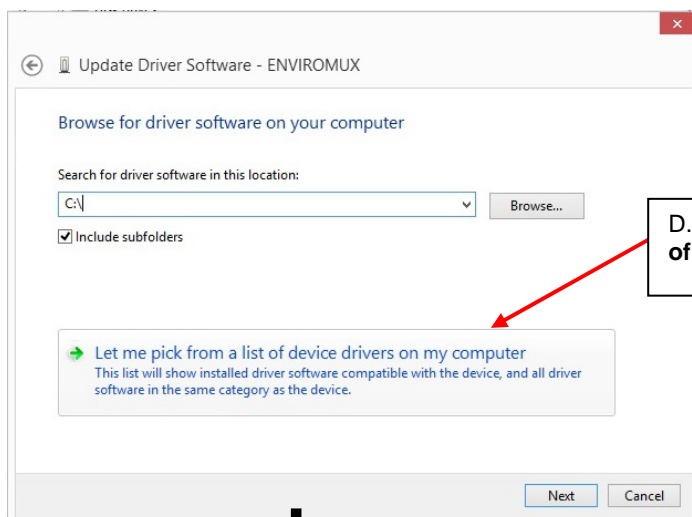 Update Driver Software - ENVIROMUX
Browse for driver software on your computer
Search for driver software in this location:
C:\
Browse...
Include subfolders
D.
of
Let me pick from a list of device drivers on my computer
This list will show installed driver software compatible with the device, and all driver
software in the same category as the device.
Next Cancel